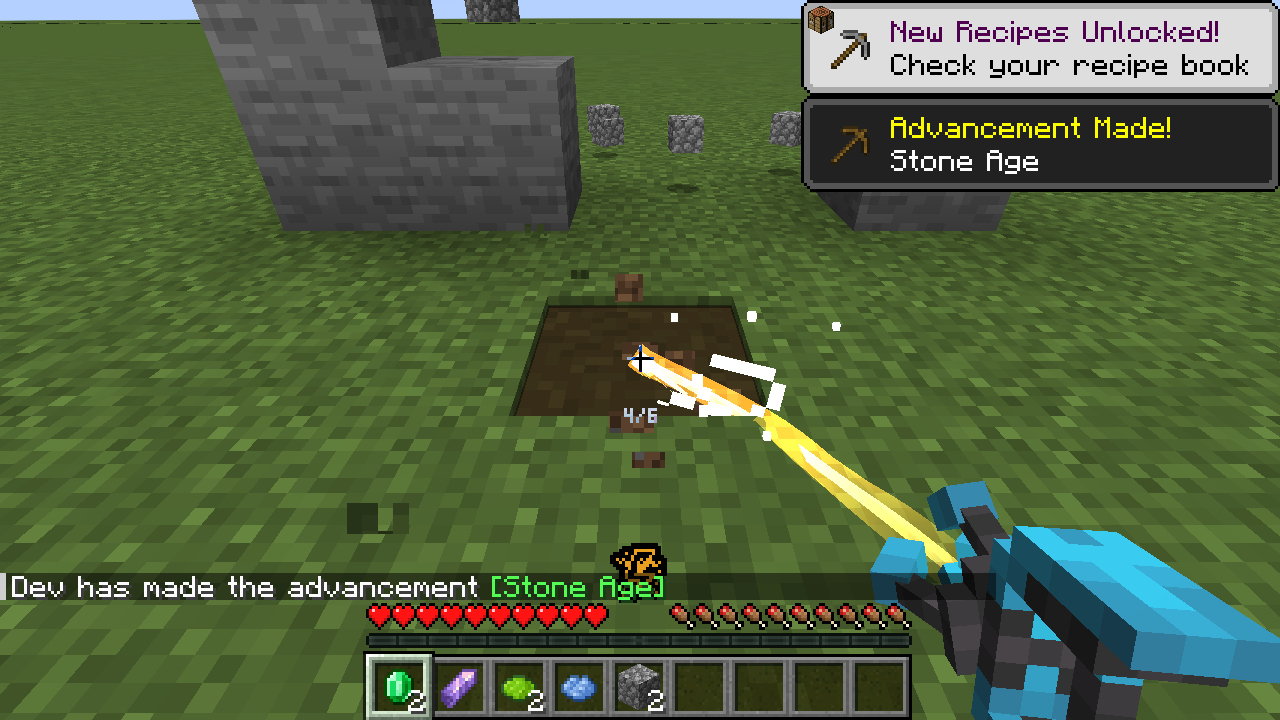 New Recipes Unlocked!
Check your recipe book
Advancement Made!
Stone Age
4/6
Dev has made the advancement [Stone Age]
2
2
2